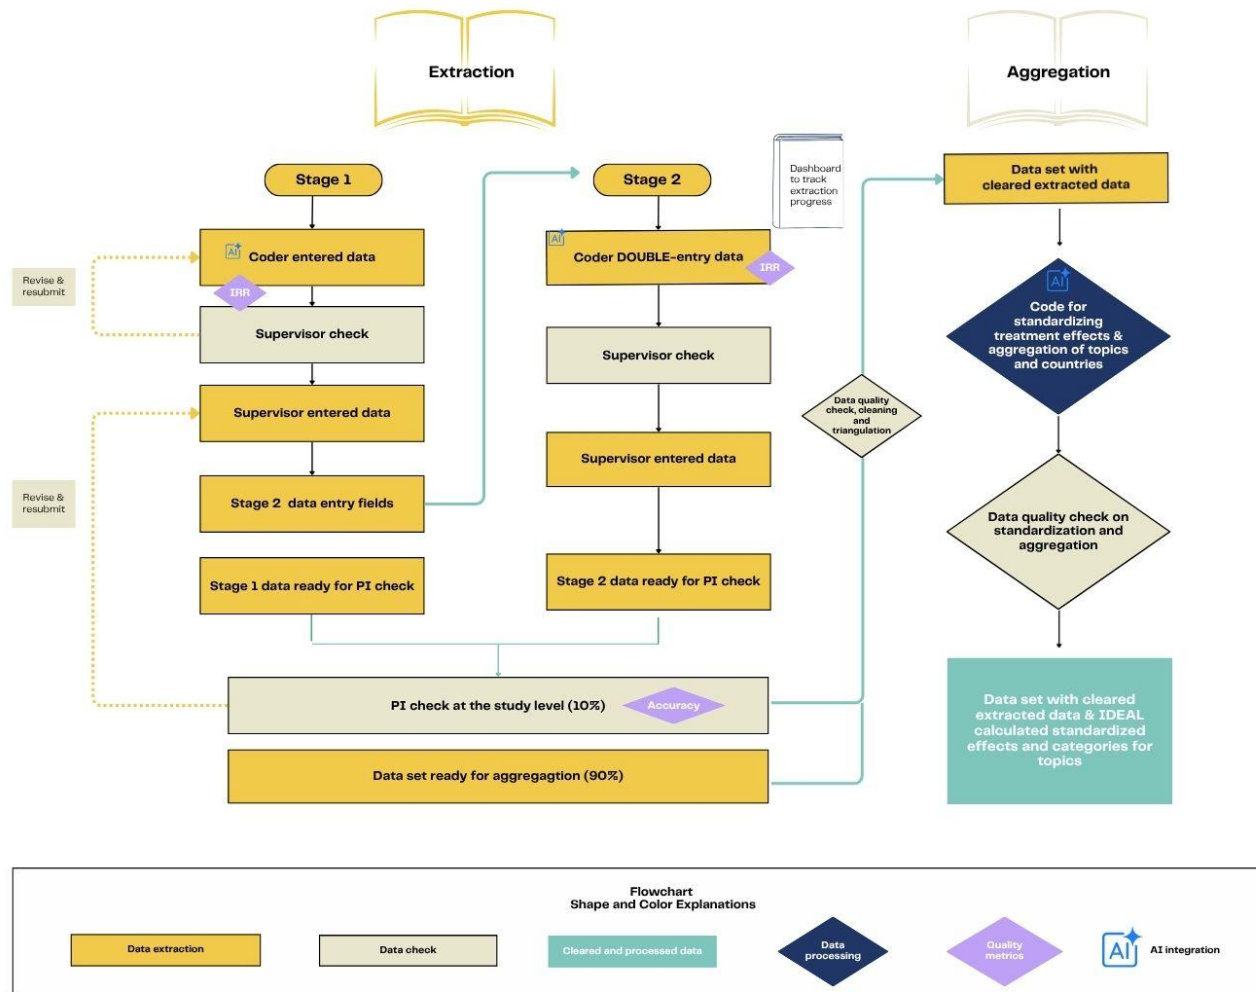 Extraction
Aggregation
Stage 1
Coder entered data
AI
IRR
Supervisor check
Supervisor entered data
Stage 2 data entry fields
Stage 1 data ready for PI check
Revise &
resubmit
Revise &
resubmit
Stage 2
AI
Coder DOUBLE-entry data
IRR
Supervisor check
Supervisor entered data
Stage 2 data ready for PI check
Dashboard
to track
extraction
progress
PI check at the study level (10%)
Accuracy
Data set ready for aggregagtion (90%)
Data quality
check, cleaning
and
triangulation
Data set with
cleared extracted data
AI
Code for
standardizing
treatment effects &
aggregation of topics
and countries
Data quality check on
standardization and
aggregation
Data set with cleared
extracted data & IDEAL
calculated standardized
effects and categories for
topics
Flowchart
Shape and Color Explanations
Data extraction
Data check
Cleared and processed data
Data
processing
Quality
metrics
AI
AI integration